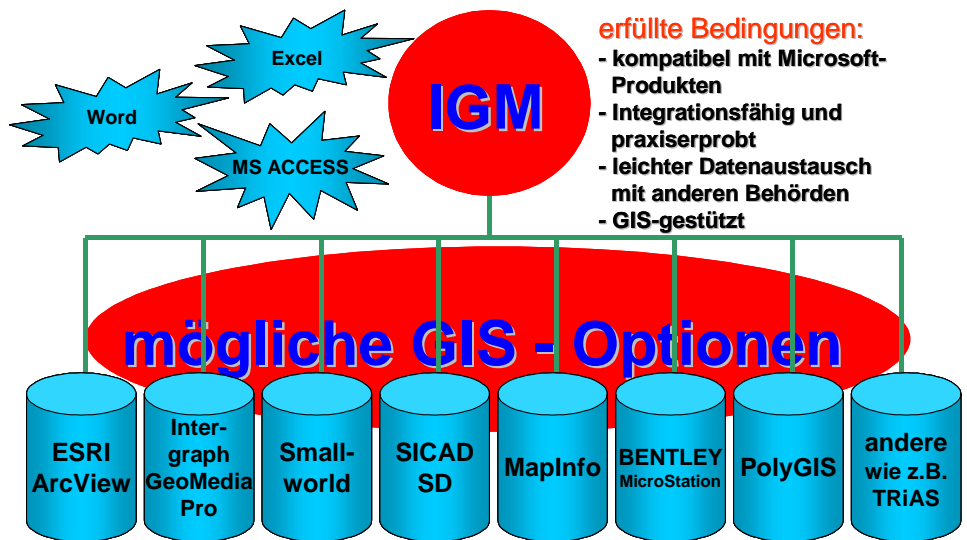 Excel
Word
MS ACCESS
IGM
erfüllte Bedingungen:
- kompatibel mit Microsoft-
Produkten
- Integrationsfähig und
praxiserprobt
- leichter Datenaustausch
mit anderen Behörden
- GIS-gestützt
mögliche GIS - Optionen
ESRI
ArcView
Inter-
graph
GeoMedia
Pro
Small-
world
SICAD
SD
MapInfo
BENTLEY
MicroStation
PolyGIS
andere
wie z.B.
TRiAS